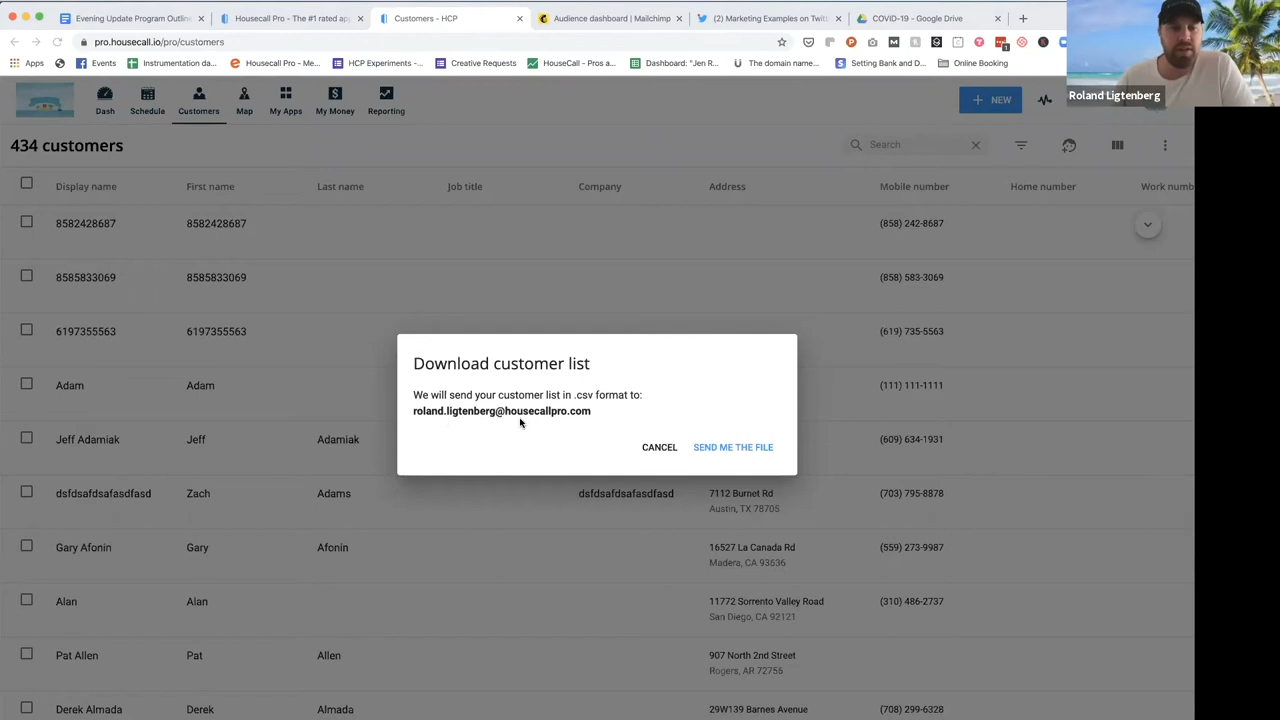 Evening Update Program Outlin
Housecall Pro - The #1 rated ap
Customers - HCP
Audience dashboard | Mailchimp
(2) Marketing Examples on Twit
COVID-19 - Google Drive
pro.housecall.io/pro/customers
Apps
Events
Instrumentation da...
Housecall Pro - Me...
HCP Experiments -...
Creative Requests
HouseCall - Pros a...
Dashboard: "Jen R...
The domain name...
Setting Bank and D...
Online Booking
Roland Ligtenberg
Dash
Schedule
Customers
Map
My Apps
My Money
Reporting
+ NEW
434 customers
Search
Display name First name Last name Job title Company Address Mobile number Home number Work numb
8582428687 8582428687 (858) 242-8687
8585833069 8585833069 (858) 583-3069
6197355563 6197355563 (619) 735-5563
Adam Adam (111) 111-1111
Jeff Adamiak Jeff Adamiak (609) 634-1931
dsfdsafdsafasdfasd Zach Adams dsfdsafdsafasdfasd 7112 Burnet Rd (703) 795-8878
Austin, TX 78705
Gary Afonin Gary Afonin 16527 La Canada Rd (559) 273-9987
Madera, CA 93636
Alan Alan 11772 Sorrento Valley Road (310) 486-2737
San Diego, CA 92121
Pat Allen Pat Allen 907 North 2nd Street
Rogers, AR 72756
Derek Almada Derek Almada 29W139 Barnes Avenue (708) 299-6328
Download customer list
We will send your customer list in .csv format to:
roland.ligtenberg@housecallpro.com
CANCEL SEND ME THE FILE